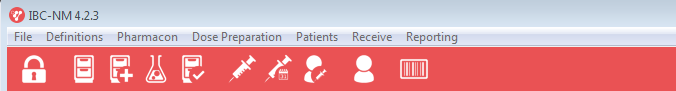 IBC-NM 4.2.3
File Definitions Pharmacon Dose Preparation Patients Receive Reporting